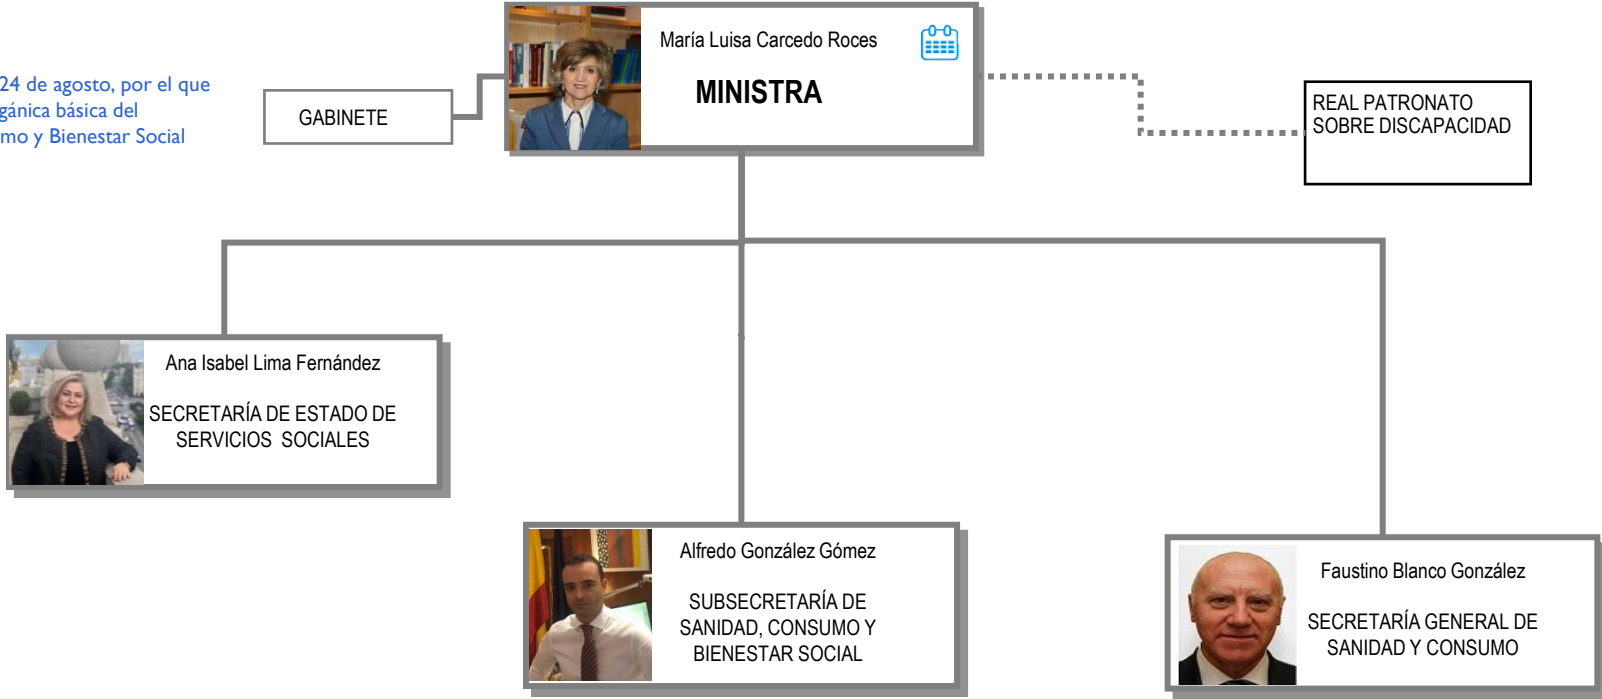 María Luisa Carcedo Roces
MINISTRA
24 de agosto, por el que
gánica básica del
mo y Bienestar Social
GABINETE
REAL PATRONATO
SOBRE DISCAPACIDAD
Ana Isabel Lima Fernández
SECRETARÍA DE ESTADO DE
SERVICIOS SOCIALES
Alfredo González Gómez
SUBSECRETARÍA DE
SANIDAD, CONSUMO Y
BIENESTAR SOCIAL
Faustino Blanco González
SECRETARÍA GENERAL DE
SANIDAD Y CONSUMO